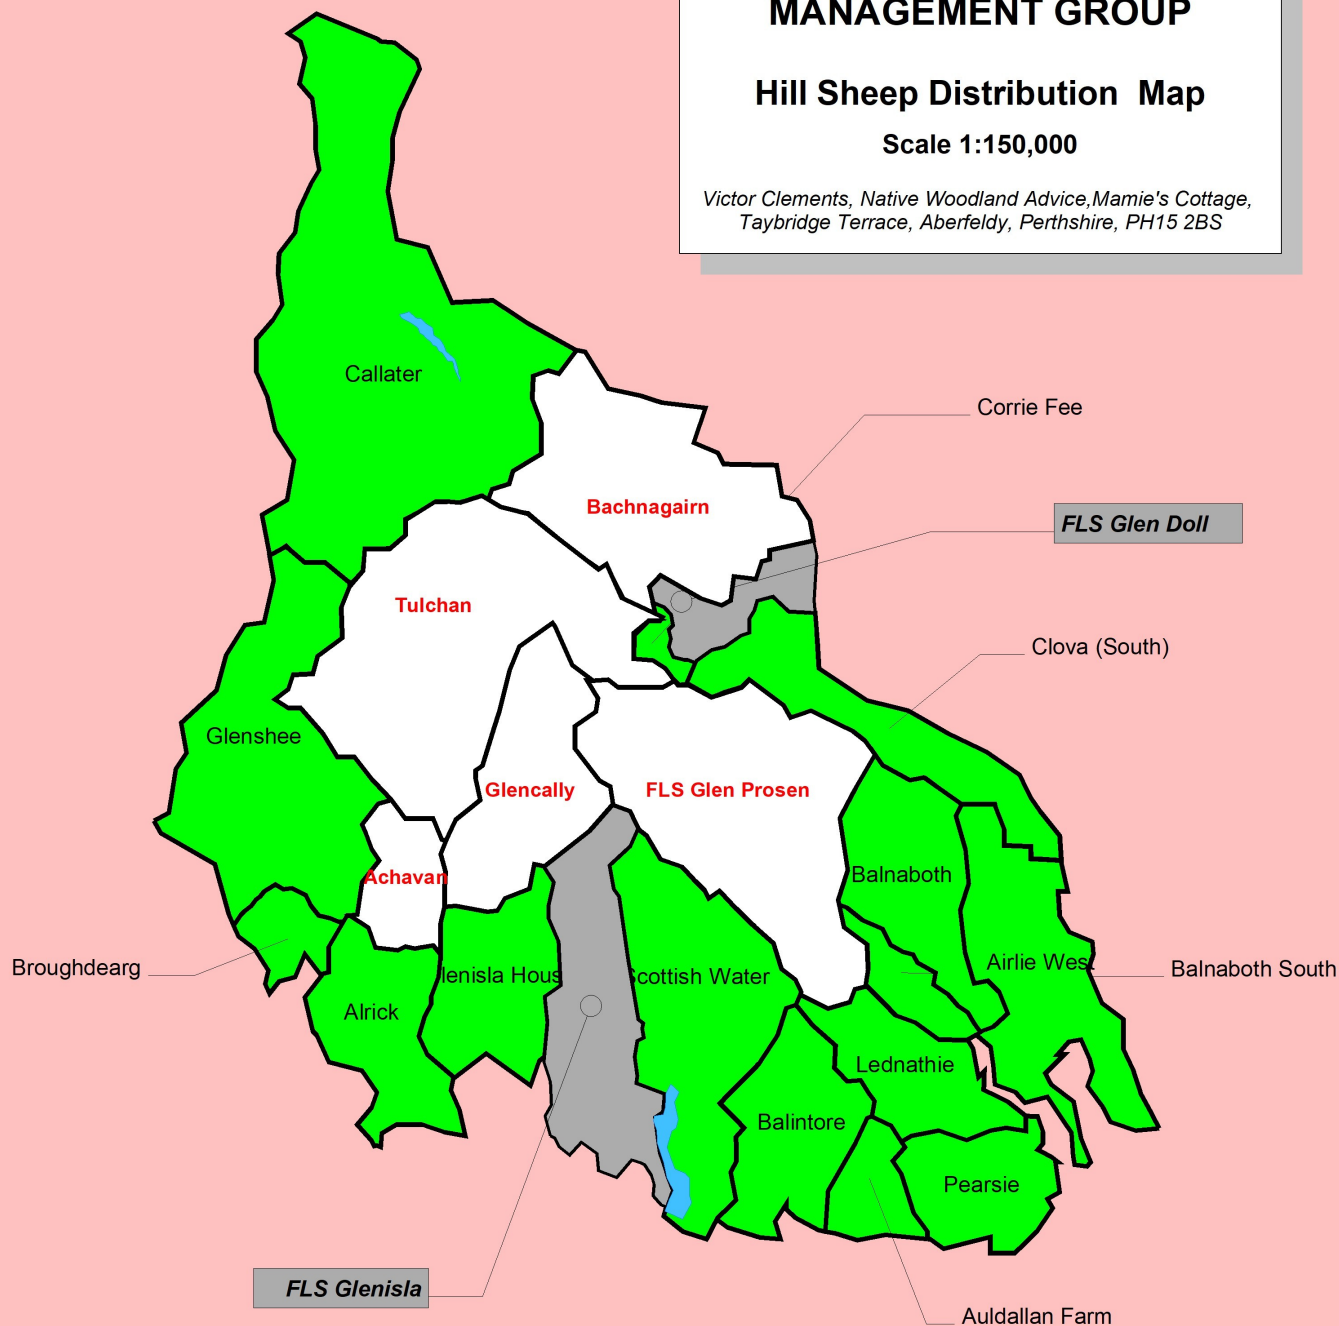 MANAGEMENT GROUP
Hill Sheep Distribution Map
Scale 1:150,000
Victor Clements, Native Woodland Advice,Mamie's Cottage,
Taybridge Terrace, Aberfeldy, Perthshire, PH15 2BS
Callater
Corrie Fee
Bachnagairn
FLS Glen Doll
Tulchan
Clova (South)
Glenshee
Glencally
FLS Glen Prosen
Balnaboth
Achavan
Airlie West
Broughdearg
lenisla Hous
Scottish Water
Balnaboth South
Alrick
Lednathie
Balintore
Pearsie
FLS Glenisla
Auldallan Farm